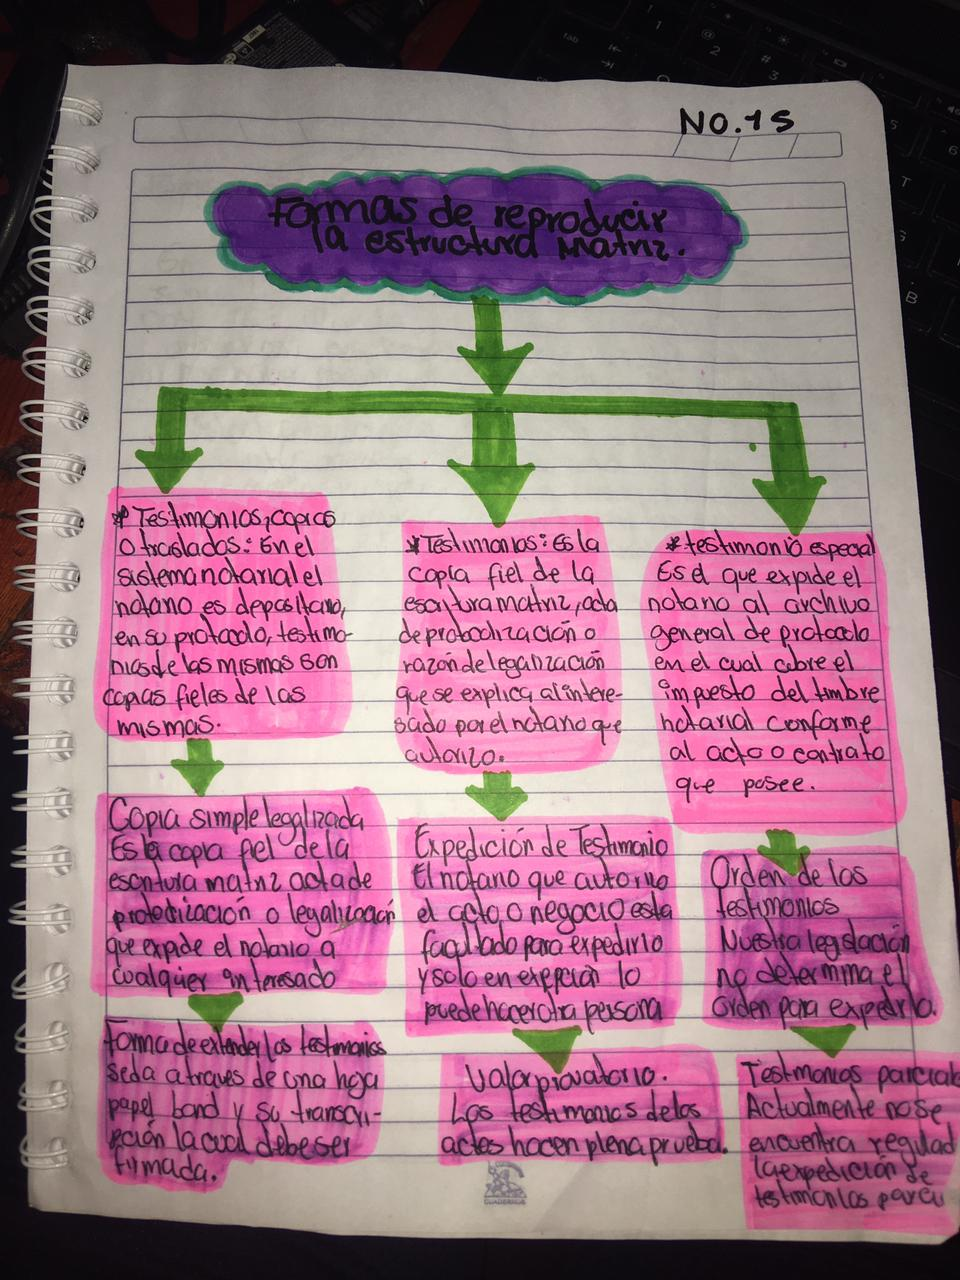 NO.15
Formas de reproducir
la estructura Matriz.
* Testimonios, copias
o traslados: En el
sistema notarial el
notario es depositario,
en su protocolo, testimo-
nios de las mismas son
copias fieles de las
mismas.
Copia simple legalizada
Es la copia fiel de la
escritura matriz acta de
protocolización o legalización
que expide el notario a
cualquier interesado
Forma de extender los testimonios
se da a través de una hoja
papel bond y su transcri-
pción la cual debe ser
firmada.
* Testimonios: Es la
copia fiel de la
escritura matriz, acta
de protocolización o
razón de legalización
que se explica al intere-
sado por el notario que
autorizo.
Expedición de Testimonio
El notario que autorizo
el acto o negocio esta
facultado para expedirlo
y solo en exepción lo
puede hacer otra persona
Valor provatorio.
Los testimonios de los
actos hacen plena prueba.
* testimonio especial
Es el que expide el
notario al archivo
general de protocolo
en el cual cubre el
impuesto del timbre
notarial conforme
al acto o contrato
que posee.
Orden de los
testimonios
Nuestra legislación
no determina el
orden para expedirlo.
Testimonios parcial
Actualmente no se
encuentra regulad
la expedición de
testimonios parci
CUADERNOS